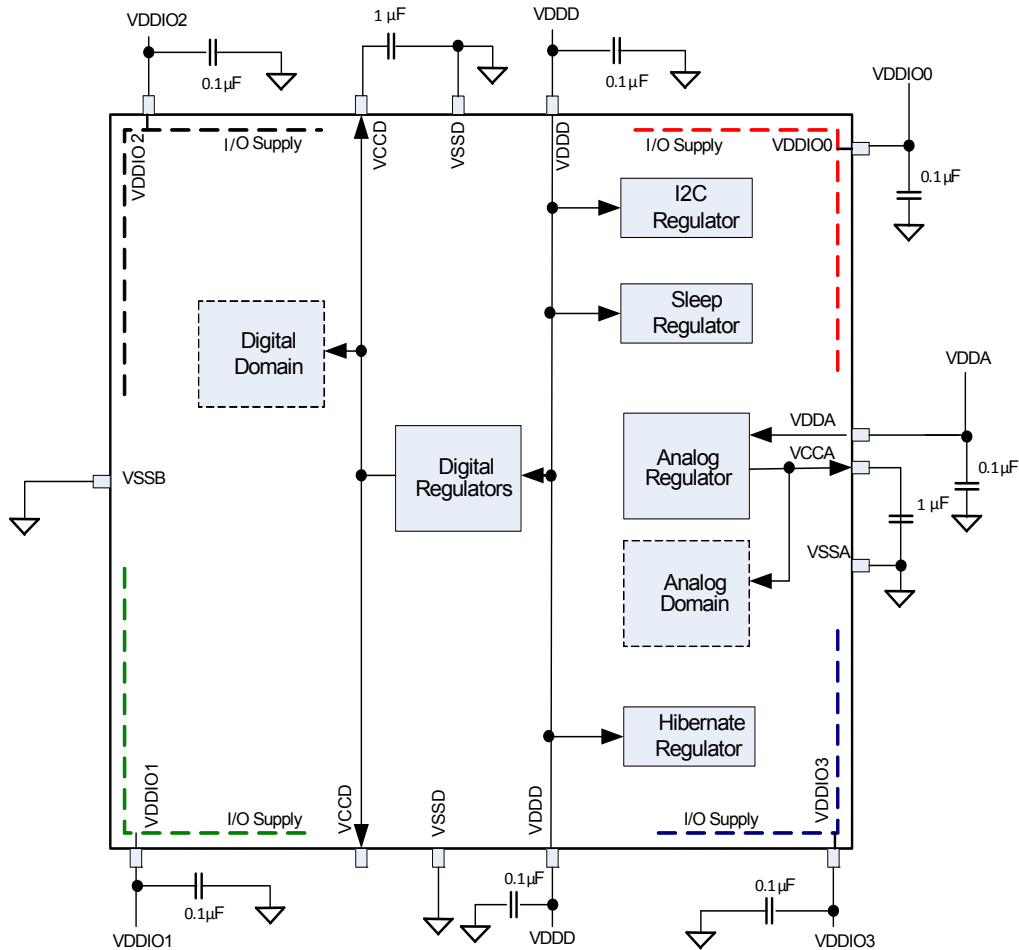 VDDIO2
1 µF
VDDD
0.1µF
0.1µF
VDDIO0
0.1µF
VDDIO2
I/O Supply
VCCD
VSSD
VDDD
I/O Supply
VDDIO0
I2C
Regulator
Sleep
Regulator
Digital
Domain
VDDA
VDDA
Analog
Regulator
VCCA
0.1µF
1 µF
Digital
Regulators
VSSB
VSSA
Analog
Domain
Hibernate
Regulator
VDDIO1
I/O Supply
VCCD
VSSD
VDDD
I/O Supply
VDDIO3
0.1µF
0.1µF
0.1µF
VDDIO1
VDDD
VDDIO3